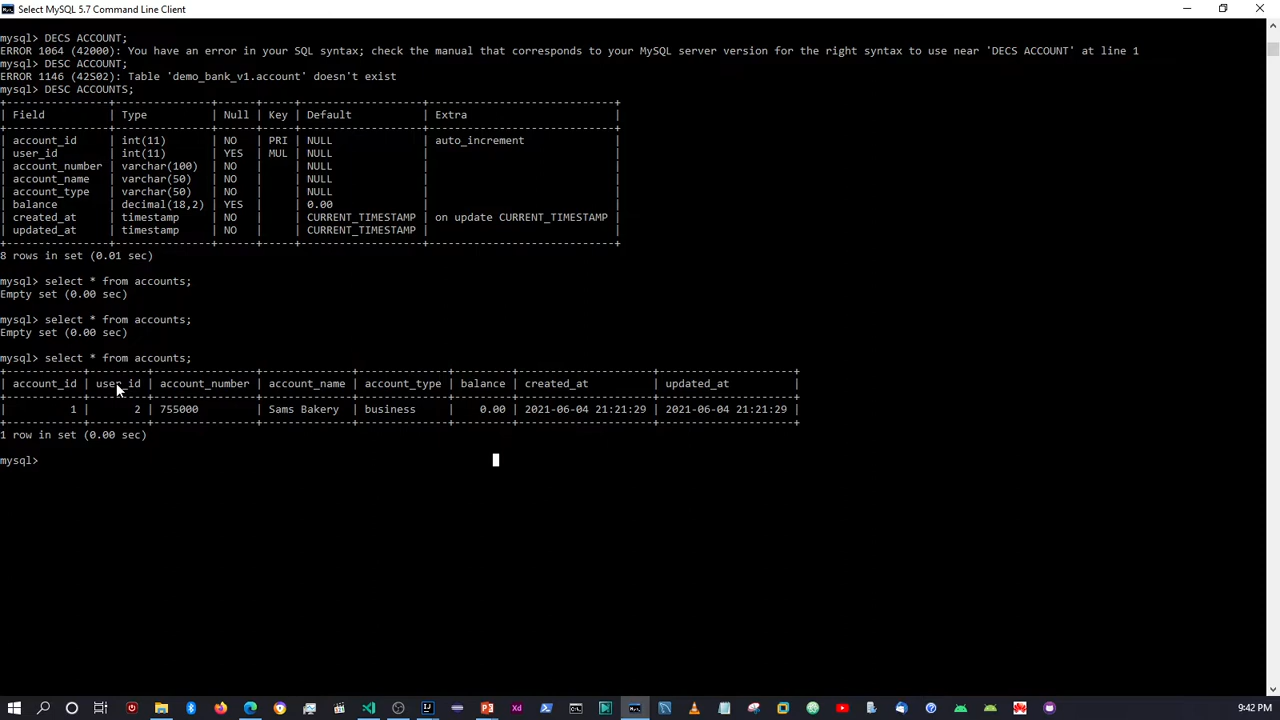 Select MySQL 5.7 Command Line Client
mysql> DECS ACCOUNT;
ERROR 1064 (42000): You have an error in your SQL syntax; check the manual that corresponds to your MySQL server version for the right syntax to use near 'DECS ACCOUNT' at line 1
mysql> DESC ACCOUNT;
ERROR 1146 (42S02): Table 'demo_bank_v1.account' doesn't exist
mysql> DESC ACCOUNTS;
+----------------+---------------+------+-----+-------------------+-----------------------------+
| Field | Type | Null | Key | Default | Extra |
+----------------+---------------+------+-----+-------------------+-----------------------------+
| account_id | int(11) | NO | PRI | NULL | auto_increment |
| user_id | int(11) | YES | MUL | NULL | |
| account_number | varchar(100) | NO | | NULL | |
| account_name | varchar(50) | NO | | NULL | |
| account_type | varchar(50) | NO | | NULL | |
| balance | decimal(18,2) | YES | | 0.00 | |
| created_at | timestamp | NO | | CURRENT_TIMESTAMP | on update CURRENT_TIMESTAMP |
| updated_at | timestamp | NO | | CURRENT_TIMESTAMP | |
+----------------+---------------+------+-----+-------------------+-----------------------------+
8 rows in set (0.01 sec)
mysql> select * from accounts;
Empty set (0.00 sec)
mysql> select * from accounts;
Empty set (0.00 sec)
mysql> select * from accounts;
+------------+---------+----------------+--------------+--------------+---------+---------------------+---------------------+
| account_id | user_id | account_number | account_name | account_type | balance | created_at | updated_at |
+------------+---------+----------------+--------------+--------------+---------+---------------------+---------------------+
| 1 | 2 | 755000 | Sams Bakery | business | 0.00 | 2021-06-04 21:21:29 | 2021-06-04 21:21:29 |
+------------+---------+----------------+--------------+--------------+---------+---------------------+---------------------+
1 row in set (0.00 sec)
mysql>
9:42 PM